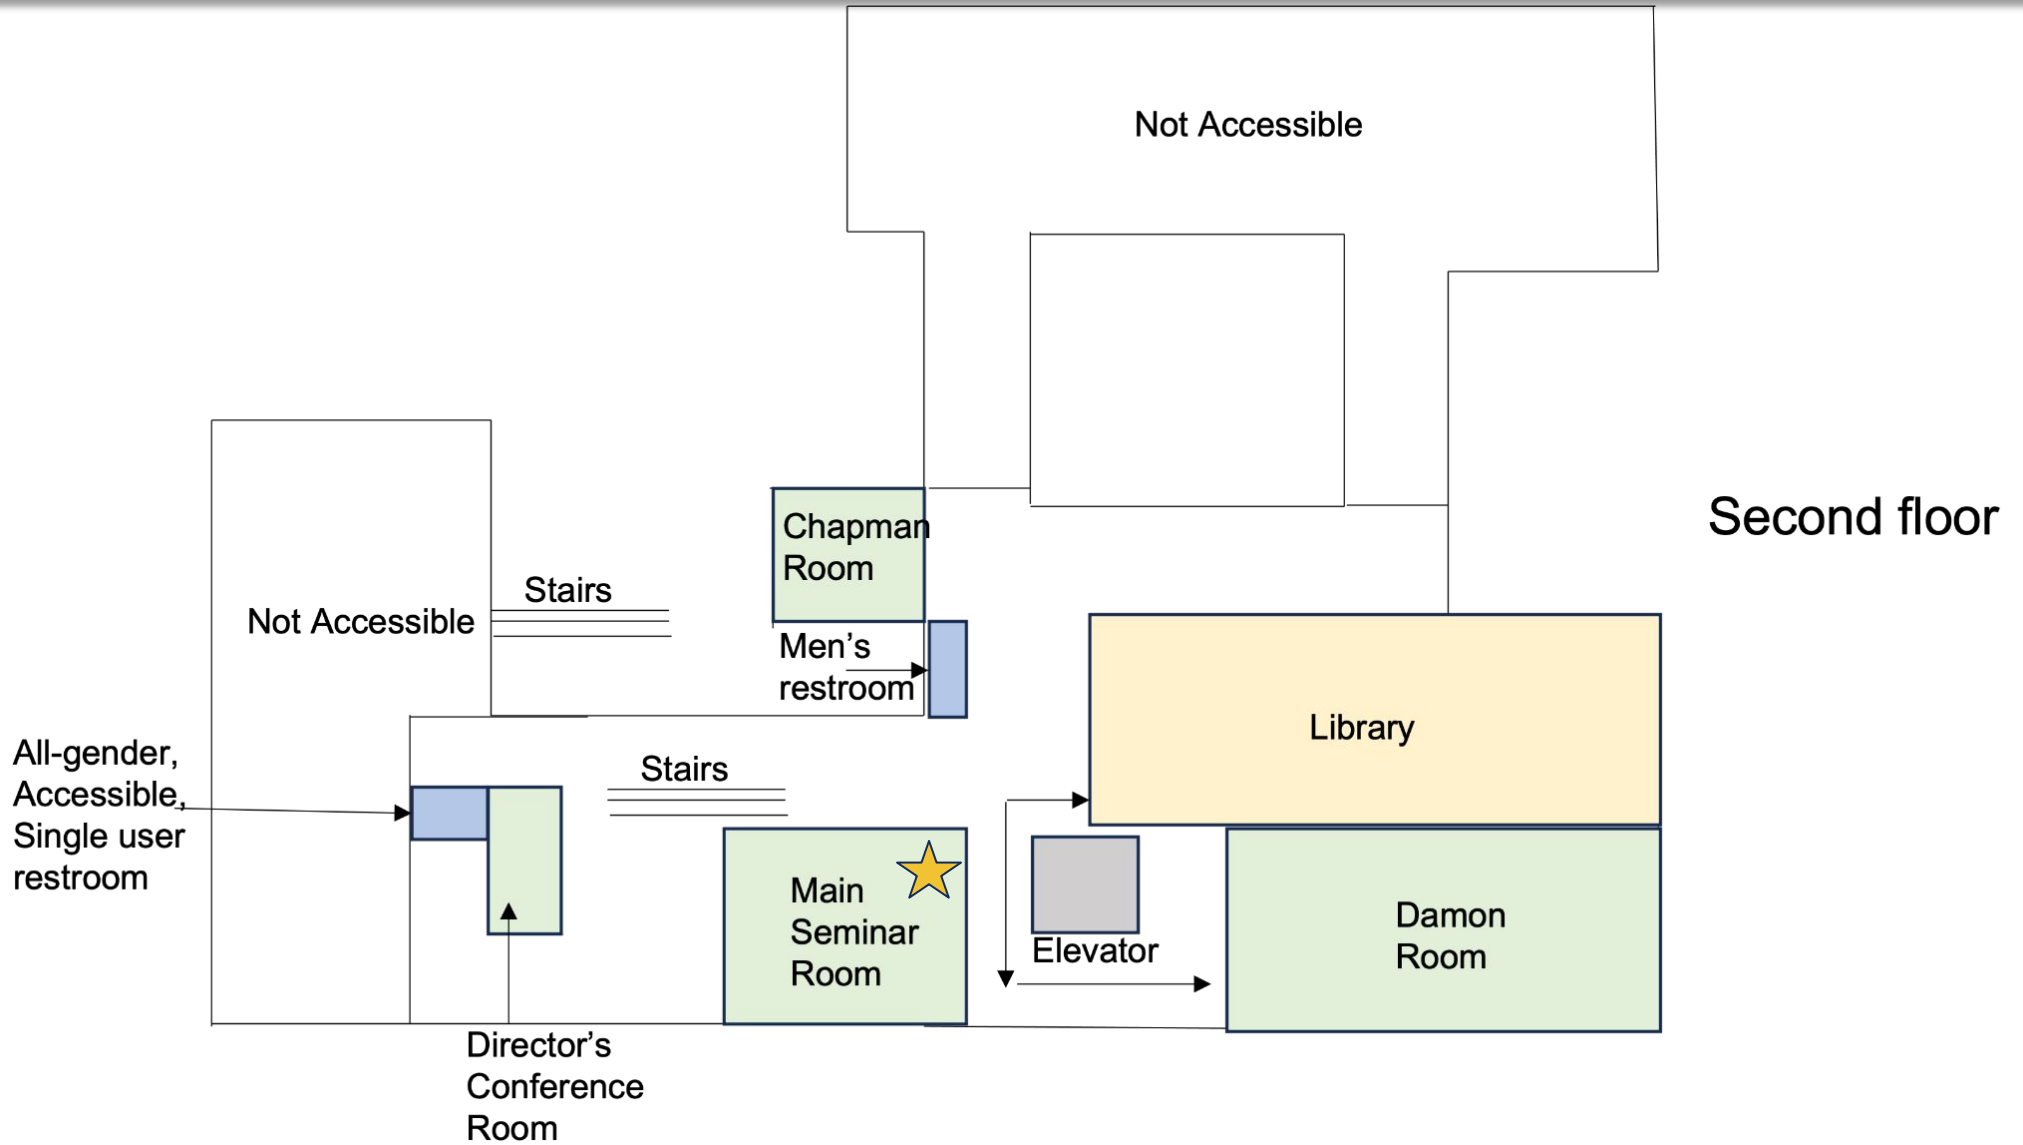 Not Accessible
Second floor
Chapman
Room
Stairs
Not Accessible
Men’s
restroom
Library
All-gender,
Accessible,
Single user
restroom
Stairs
Main
Seminar
Room
Elevator
Damon
Room
Director’s
Conference
Room